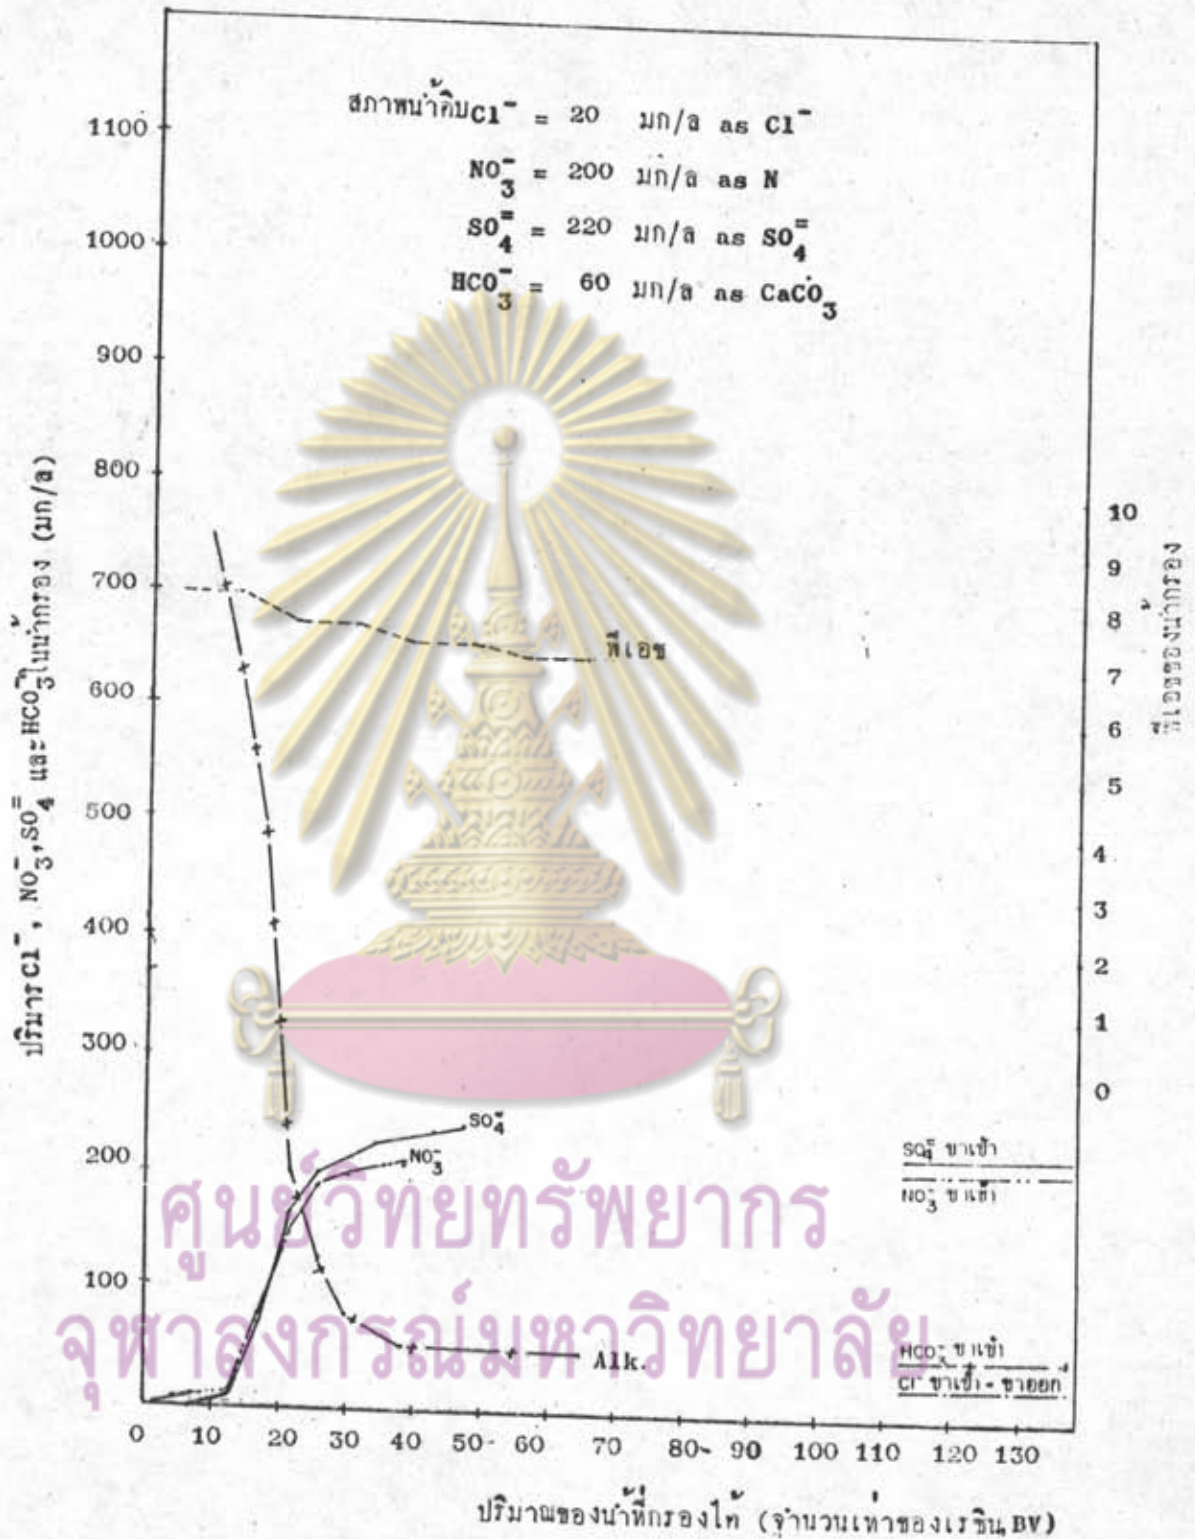 สภาพน้ำดิบ Cl⁻ = 20 มก/ล as Cl⁻
NO₃⁻ = 200 มก/ล as N
SO₄⁼ = 220 มก/ล as SO₄⁼
HCO₃⁻ = 60 มก/ล as CaCO₃
1100
1000
900
800
700
600
500
400
300
200
100
ปริมาณ Cl⁻, NO₃⁻, SO₄⁼ และ HCO₃⁻ ในน้ำกรอง (มก/ล)
10
9
8
7
6
5
4
3
2
1
0
พีเอชของน้ำกรอง
พีเอช
SO₄⁼
NO₃⁻
Alk.
SO₄⁼ ขาเข้า
NO₃⁻ ขาเข้า
HCO₃⁻ ขาเข้า
Cl⁻ ขาเข้า - ขาออก
ศูนย์วิทยทรัพยากร
จุฬาลงกรณ์มหาวิทยาลัย
0 10 20 30 40 50 60 70 80 90 100 110 120 130
ปริมาณของน้ำที่กรองได้ (จำนวนเท่าของเรซิน, BV)